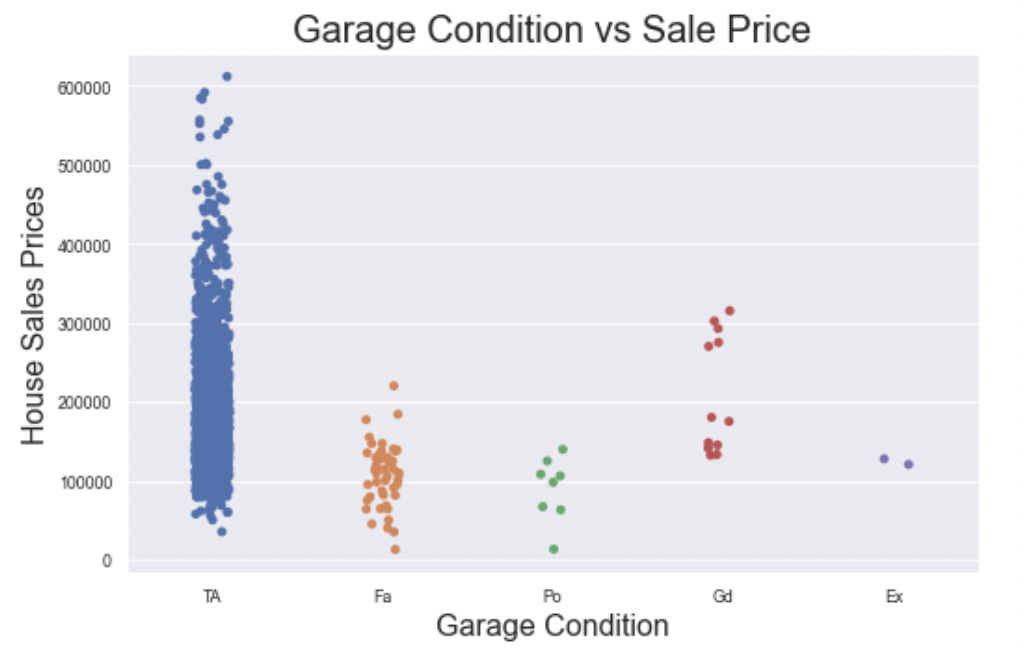 Garage Condition vs Sale Price
House Sales Prices
600000
500000
400000
300000
200000
100000
0
TA Fa Po Gd Ex
Garage Condition